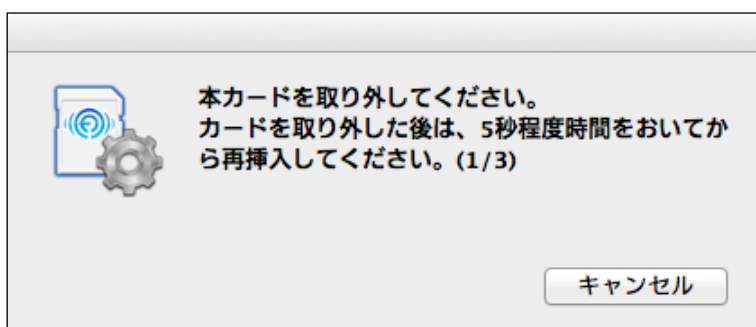 本カードを取り外してください。
カードを取り外した後は、5秒程度時間をおいてか
ら再挿入してください。(1/3)
キャンセル